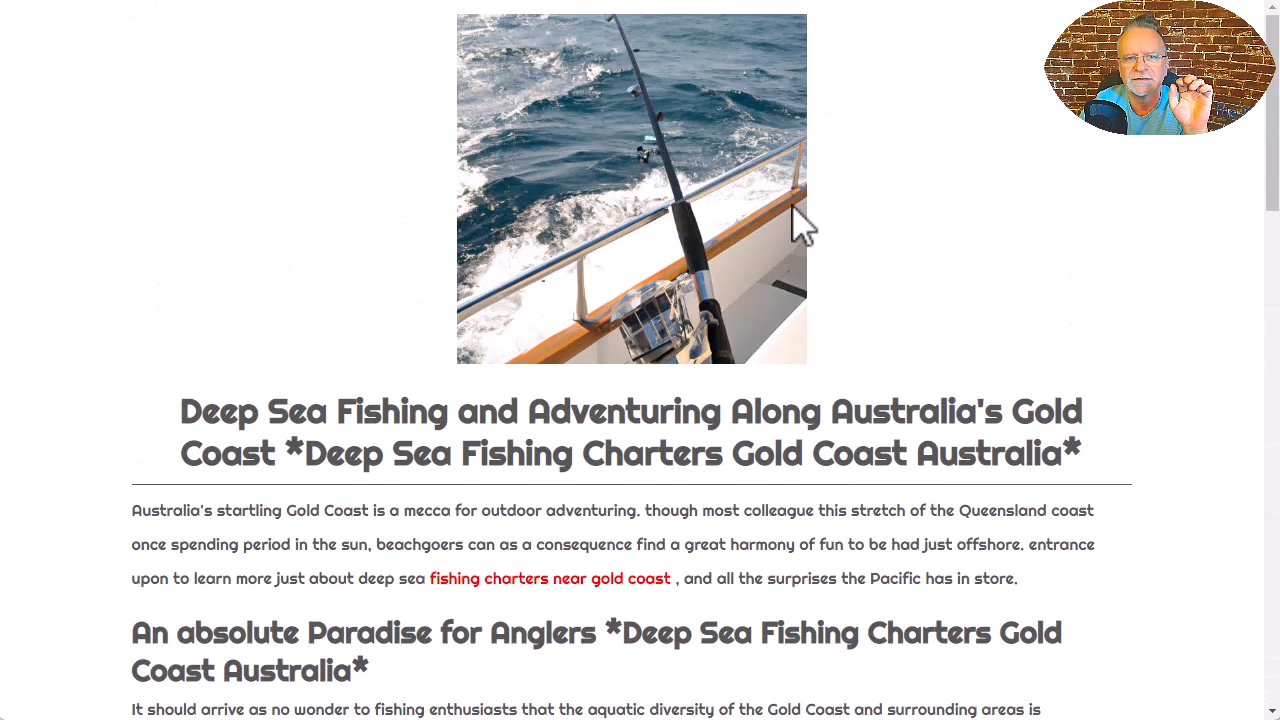 The
Deep Sea Fishing and Adventuring Along Australia's Gold
Coast *Deep Sea Fishing Charters Gold Coast Australia*
Australia's startling Gold Coast is a mecca for outdoor adventuring. though most colleague this stretch of the Queensland coast
once spending period in the sun, beachgoers can as a consequence find a great harmony of fun to be had just offshore. entrance
upon to learn more just about deep sea fishing charters near gold coast , and all the surprises the Pacific has in store.
An absolute Paradise for Anglers *Deep Sea Fishing Charters Gold
Coast Australia*
It should arrive as no wonder to fishing enthusiasts that the aquatic diversity of the Gold Coast and surrounding areas is